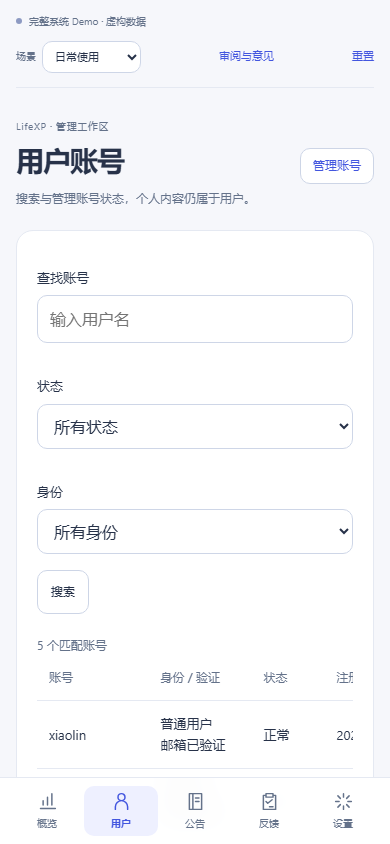 完整系统 Demo · 虚构数据
场景 日常使用 审阅与意见 重置
LifeXP · 管理工作区
用户账号
管理账号
搜索与管理账号状态，个人内容仍属于用户。
查找账号
输入用户名
状态
所有状态
身份
所有身份
搜索
5 个匹配账号
账号 身份 / 验证 状态
xiaolin 普通用户 正常 202
邮箱已验证
概览 用户 公告 反馈 设置